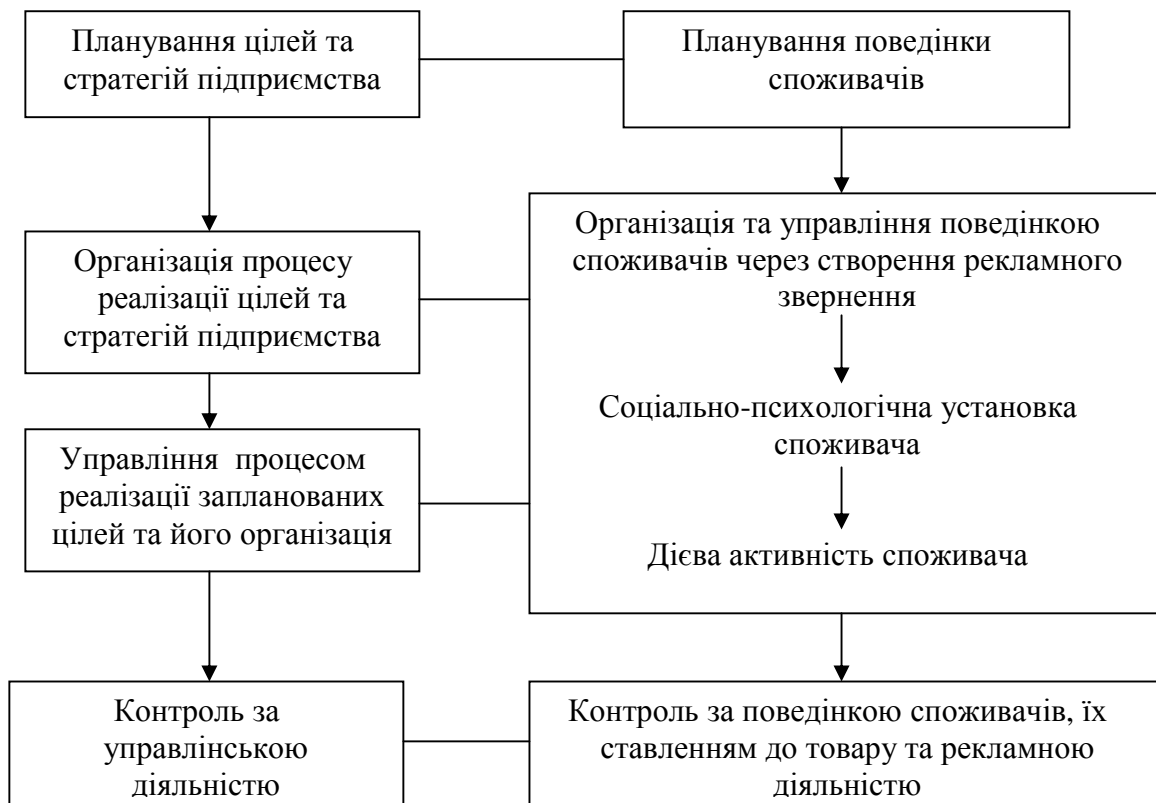 Планування цілей та
стратегій підприємства
Планування поведінки
споживачів
Організація процесу
реалізації цілей та
стратегій підприємства
Організація та управління поведінкою
споживачів через створення рекламного
звернення
Соціально-психологічна установка
споживача
Дієва активність споживача
Управління процесом
реалізації запланованих
цілей та його організація
Контроль за
управлінською
діяльністю
Контроль за поведінкою споживачів, їх
ставленням до товару та рекламною
діяльністю